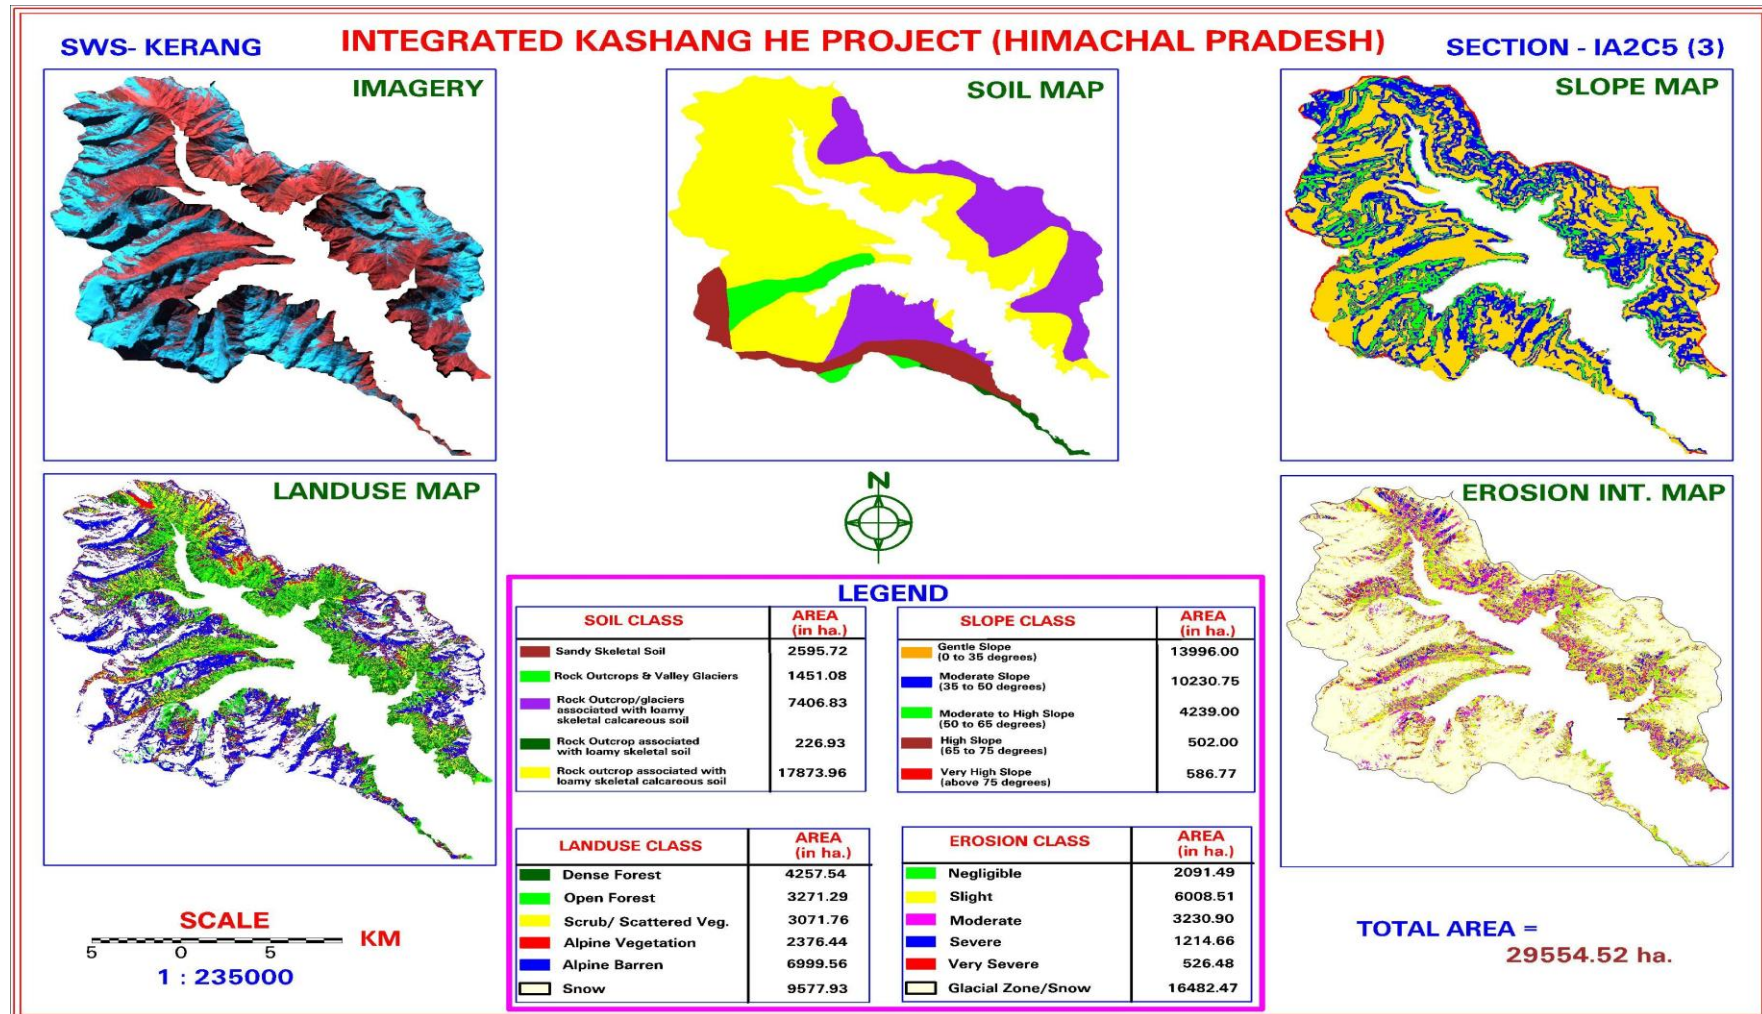 SWS- KERANG
INTEGRATED KASHANG HE PROJECT (HIMACHAL PRADESH)
SECTION - IA2C5 (3)
IMAGERY
SOIL MAP
SLOPE MAP
LANDUSE MAP
N
EROSION INT. MAP
LEGEND
SOIL CLASS AREA
(in ha.)
Sandy Skeletal Soil 2595.72
Rock Outcrops & Valley Glaciers 1451.08
Rock Outcrop/glaciers
associated with loamy 7406.83
skeletal calcareous soil
Rock Outcrop associated
with loamy skeletal soil 226.93
Rock outcrop associated with
loamy skeletal calcareous soil 17873.96
SLOPE CLASS AREA
(in ha.)
Gentle Slope
(0 to 35 degrees) 13996.00
Moderate Slope
(35 to 50 degrees) 10230.75
Moderate to High Slope
(50 to 65 degrees) 4239.00
High Slope
(65 to 75 degrees) 502.00
Very High Slope
(above 75 degrees) 586.77
LANDUSE CLASS AREA
(in ha.)
Dense Forest 4257.54
Open Forest 3271.29
Scrub/ Scattered Veg. 3071.76
Alpine Vegetation 2376.44
Alpine Barren 6999.56
Snow 9577.93
EROSION CLASS AREA
(in ha.)
Negligible 2091.49
Slight 6008.51
Moderate 3230.90
Severe 1214.66
Very Severe 526.48
Glacial Zone/Snow 16482.47
SCALE
KM
5 0 5
1 : 235000
TOTAL AREA =
29554.52 ha.